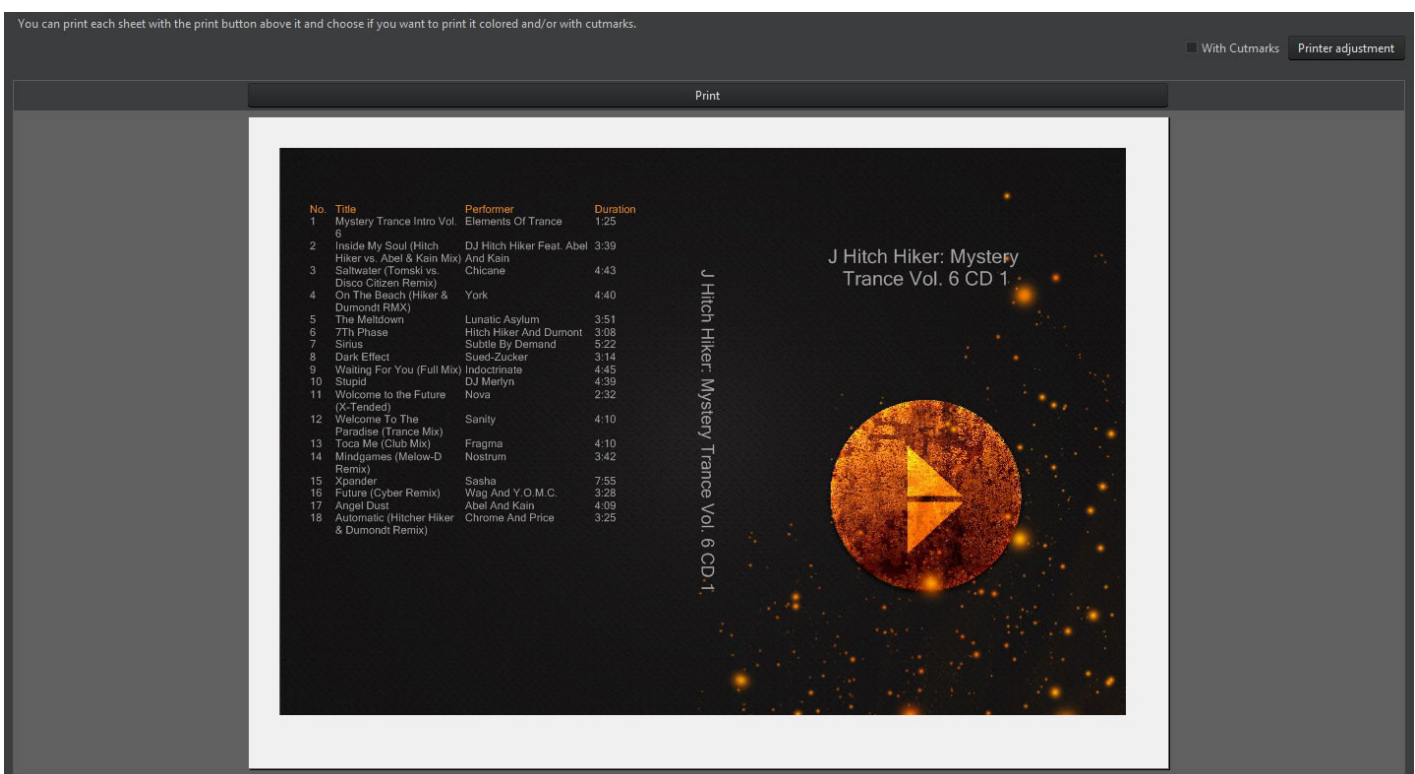 You can print each sheet with the print button above it and choose if you want to print it colored and/or with cutmarks.
With Cutmarks Printer adjustment
Print
No. Title Performer Duration
1 Mystery Trance Intro Vol. Elements Of Trance 1:25
6
2 Inside My Soul (Hitch DJ Hitch Hiker Feat. Abel 3:39
Hiker vs. Abel & Kain Mix) And Kain
3 Saltwater (Tomski vs. Chicane 4:43
Disco Citizen Remix)
4 On The Beach (Hiker & York 4:40
Dumondt RMX)
5 The Meltdown Lunatic Asylum 3:51
6 7Th Phase Hitch Hiker And Dumont 3:08
7 Sirius Subtle By Demand 5:22
8 Dark Effect Sued-Zucker 3:14
9 Waiting For You (Full Mix) Indoctrinate 4:45
10 Stupid DJ Merlyn 4:39
11 Wolcome to the Future Nova 2:32
(X-Tended)
12 Welcome To The Sanity 4:10
Paradise (Trance Mix)
13 Toca Me (Club Mix) Fragma 4:10
14 Mindgames (Melow-D Nostrum 3:42
Remix)
15 Xpander Sasha 7:55
16 Future (Cyber Remix) Wag And Y.O.M.C. 3:28
17 Angel Dust Abel And Kain 4:09
18 Automatic (Hitcher Hiker Chrome And Price 3:25
& Dumondt Remix)
J Hitch Hiker: Mystery Trance Vol. 6 CD 1
J Hitch Hiker: Mystery
Trance Vol. 6 CD 1